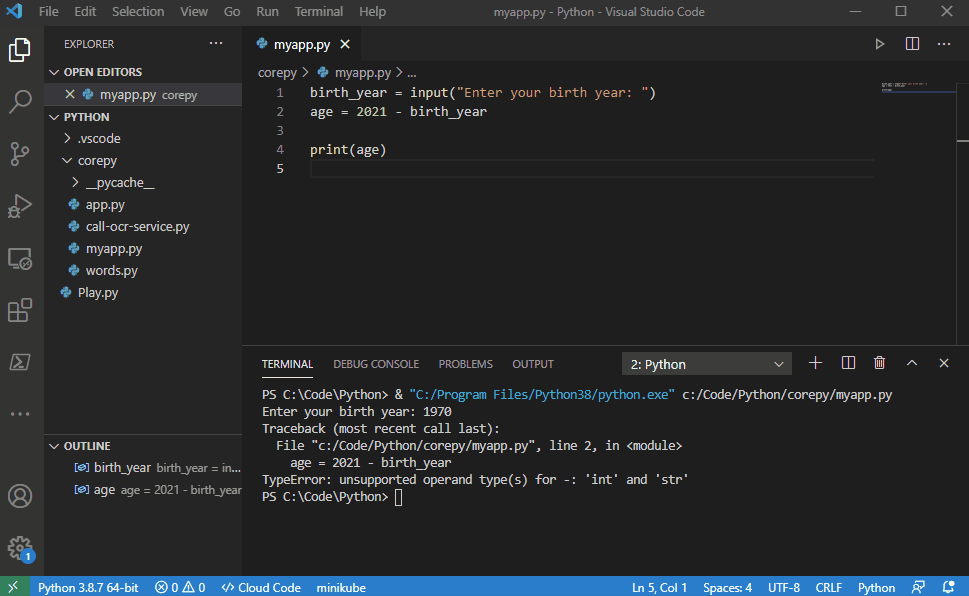 File Edit Selection View Go Run Terminal Help myapp.py - Python - Visual Studio Code
EXPLORER
OPEN EDITORS
myapp.py corepy
PYTHON
.vscode
corepy
__pycache__
app.py
call-ocr-service.py
myapp.py
words.py
Play.py
OUTLINE
birth_year birth_year = in...
age age = 2021 - birth_year
1
myapp.py
corepy > myapp.py > ...
1 birth_year = input("Enter your birth year: ")
2 age = 2021 - birth_year
3
4 print(age)
5
TERMINAL DEBUG CONSOLE PROBLEMS OUTPUT 2: Python
PS C:\Code\Python> & "C:/Program Files/Python38/python.exe" c:/Code/Python/corepy/myapp.py
Enter your birth year: 1970
Traceback (most recent call last):
File "c:/Code/Python/corepy/myapp.py", line 2, in <module>
age = 2021 - birth_year
TypeError: unsupported operand type(s) for -: 'int' and 'str'
PS C:\Code\Python>
Python 3.8.7 64-bit 0 0 Cloud Code minikube Ln 5, Col 1 Spaces: 4 UTF-8 CRLF Python